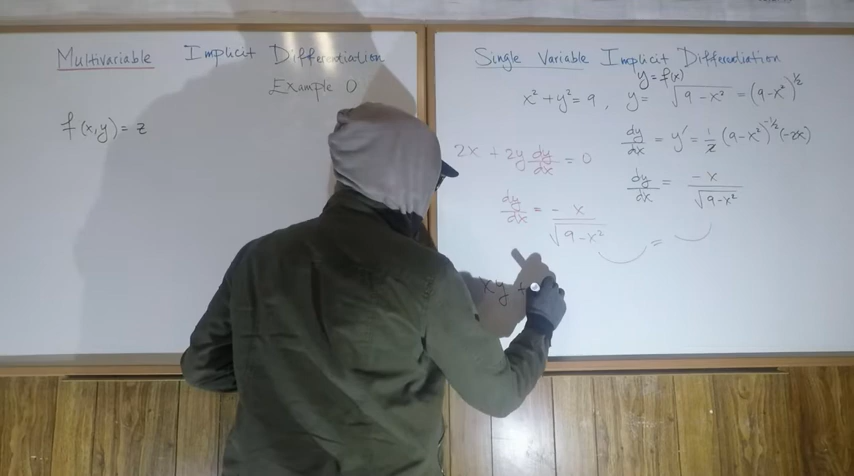 Multivariable Implicit Differentiation
Example 0
f(x,y) = z
Single Variable Implicit Differentiation
y = f(x)
x² + y² = 9, y = √(9 - x²) = (9-x²)^½
2x + 2y dy/dx = 0
dy/dx = y' = ½ (9-x²)^-½ (-2x)
dy/dx = -x/√(9-x²)
dy/dx = -x/√(9-x²)
=
xy +